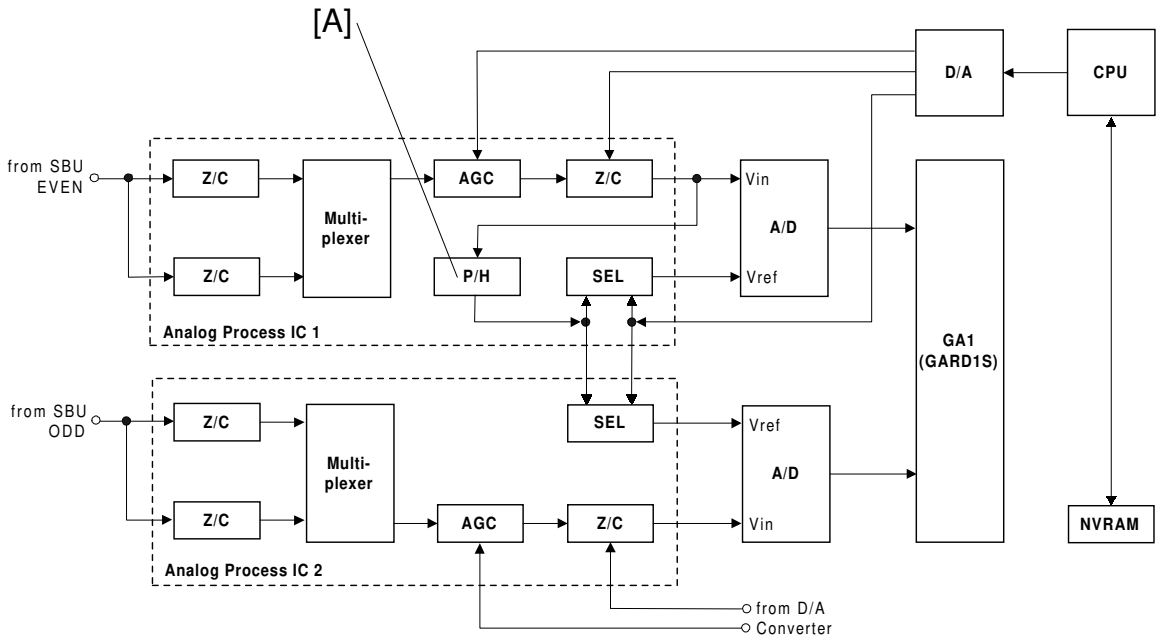 [A]
D/A
CPU
from SBU
EVEN
Z/C
Multi-
plexer
AGC
Z/C
Vin
A/D
Z/C
P/H
SEL
Vref
Analog Process IC 1
GA1
(GARD1S)
from SBU
ODD
Z/C
Multi-
plexer
SEL
Vref
A/D
Z/C
AGC
Z/C
Vin
NVRAM
Analog Process IC 2
from D/A
Converter